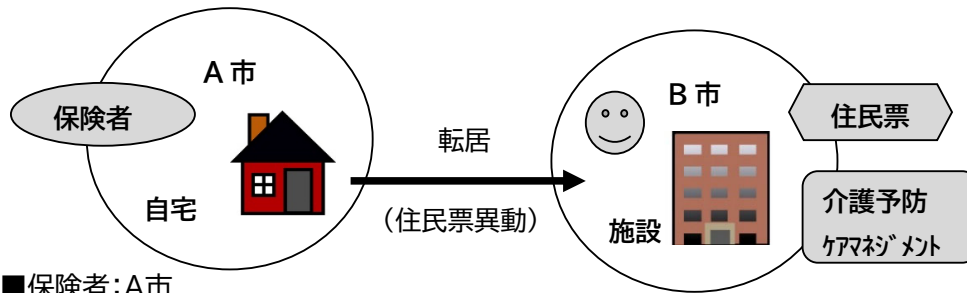 A市
保険者
自宅
転居
（住民票異動）
B市
施設
住民票
介護予防
ｹｱﾏﾈｼﾞﾒﾝﾄ
■保険者：A市